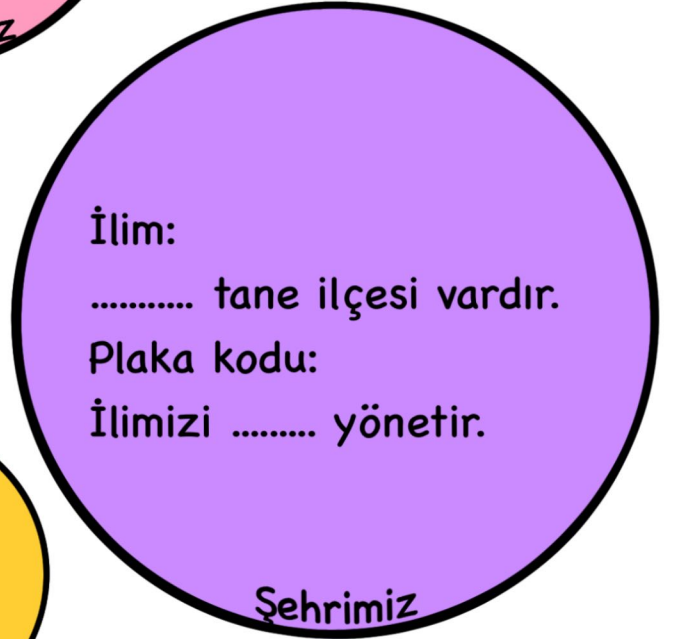 z
İlim:
........... tane ilçesi vardır.
Plaka kodu:
İlimizi ......... yönetir.
Şehrimiz